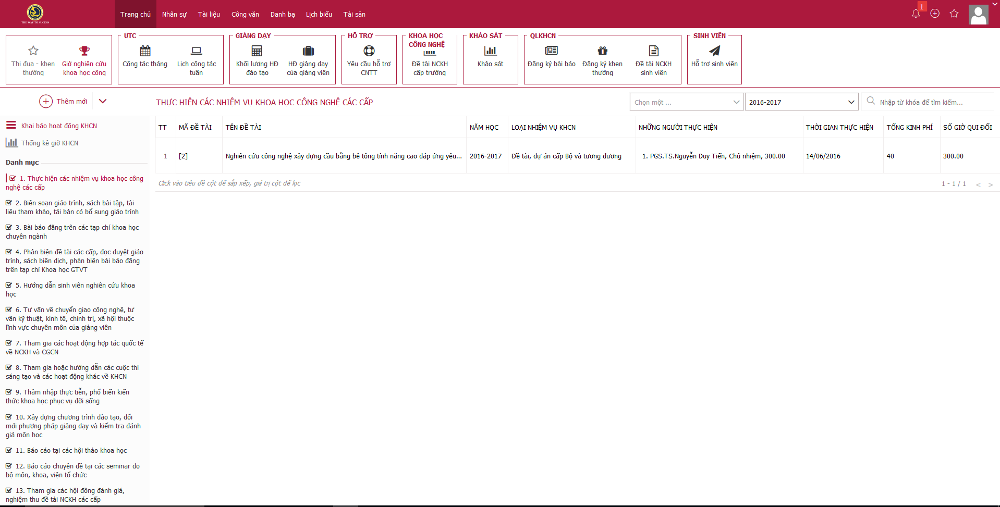 THE WAY TO SUCESS
Trang chủ
Nhân sự
Tài liệu
Công văn
Danh bạ
Lịch biểu
Tài sản
1
Thi đua - khen
thưởng
Giờ nghiên cứu
khoa học công
UTC
Công tác tháng
Lịch công tác
tuần
GIẢNG DẠY
Khối lượng HĐ
đào tạo
HĐ giảng dạy
của giảng viên
HỖ TRỢ
Yêu cầu hỗ trợ
CNTT
KHOA HỌC
CÔNG NGHỆ
Đề tài NCKH
cấp trường
KHẢO SÁT
Khảo sát
QLKHCN
Đăng ký bài báo
Đăng ký khen
thưởng
Đề tài NCKH
sinh viên
SINH VIÊN
Hỗ trợ sinh viên
Thêm mới
THỰC HIỆN CÁC NHIỆM VỤ KHOA HỌC CÔNG NGHỆ CÁC CẤP
Chọn một ...
2016-2017
Nhập từ khóa để tìm kiếm...
Khai báo hoạt động KHCN
Thống kê giờ KHCN
Danh mục
1. Thực hiện các nhiệm vụ khoa học công
nghệ các cấp
2. Biên soạn giáo trình, sách bài tập, tài
liệu tham khảo, tái bản có bổ sung giáo trình
3. Bài báo đăng trên các tạp chí khoa học
chuyên ngành
4. Phản biện đề tài các cấp, đọc duyệt giáo
trình, sách biên dịch, phản biện bài báo đăng
trên tạp chí Khoa học GTVT
5. Hướng dẫn sinh viên nghiên cứu khoa
học
6. Tư vấn về chuyển giao công nghệ, tư
vấn kỹ thuật, kinh tế, chính trị, xã hội thuộc
lĩnh vực chuyên môn của giảng viên
7. Tham gia các hoạt động hợp tác quốc tế
về NCKH và CGCN
8. Tham gia hoặc hướng dẫn các cuộc thi
sáng tạo và các hoạt động khác về KHCN
9. Thâm nhập thực tiễn, phổ biến kiến
thức khoa học phục vụ đời sống
10. Xây dựng chương trình đào tạo, đổi
mới phương pháp giảng dạy và kiểm tra đánh
giá môn học
11. Báo cáo tại các hội thảo khoa học
12. Báo cáo chuyên đề tại các seminar do
bộ môn, khoa, viện tổ chức
13. Tham gia các hội đồng đánh giá,
nghiệm thu đề tài NCKH các cấp
TT MÃ ĐỀ TÀI TÊN ĐỀ TÀI NĂM HỌC LOẠI NHIỆM VỤ KHCN NHỮNG NGƯỜI THỰC HIỆN THỜI GIAN THỰC HIỆN TỔNG KINH PHÍ SỐ GIỜ QUI ĐỔI
1 [2] Nghiên cứu công nghệ xây dựng cầu bằng bê tông tính năng cao đáp ứng yêu... 2016-2017 Đề tài, dự án cấp Bộ và tương đương 1. PGS.TS.Nguyễn Duy Tiến, Chủ nhiệm, 300.00 14/06/2016 40 300.00
Click vào tiêu đề cột để sắp xếp, giá trị cột để lọc
1 - 1 / 1 < >